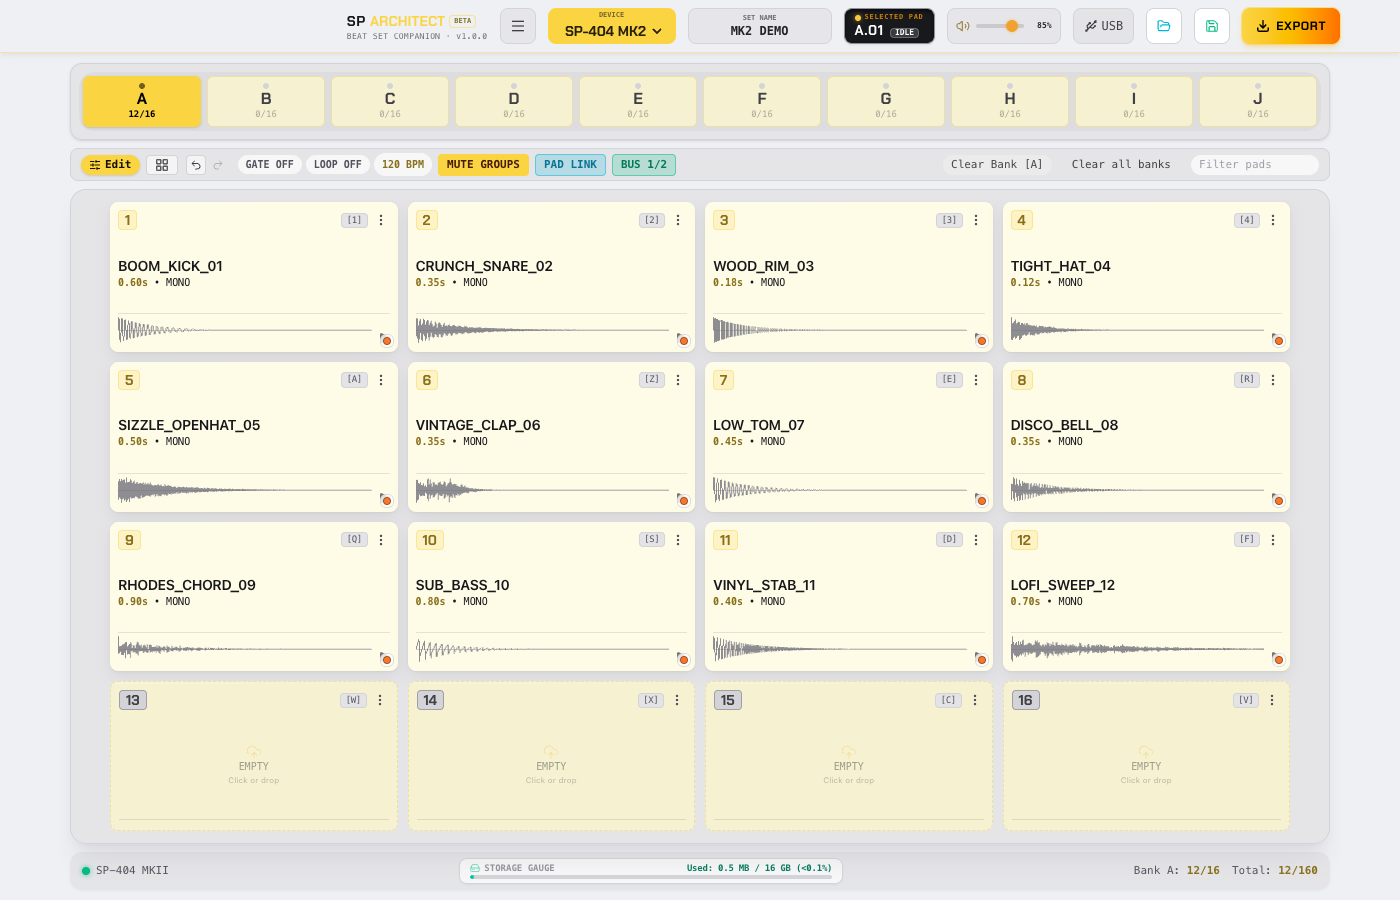 SP ARCHITECT BETA
BEAT SET COMPANION · v1.0.0
DEVICE
SP-404 MK2
SET NAME
MK2 DEMO
SELECTED PAD
A.01 IDLE
85%
USB
EXPORT
A
12/16
B
0/16
C
0/16
D
0/16
E
0/16
F
0/16
G
0/16
H
0/16
I
0/16
J
0/16
Edit
GATE OFF
LOOP OFF
120 BPM
MUTE GROUPS
PAD LINK
BUS 1/2
Clear Bank [A]
Clear all banks
Filter pads
1 [1]
BOOM_KICK_01
0.60s • MONO
2 [2]
CRUNCH_SNARE_02
0.35s • MONO
3 [3]
WOOD_RIM_03
0.18s • MONO
4 [4]
TIGHT_HAT_04
0.12s • MONO
5 [A]
SIZZLE_OPENHAT_05
0.50s • MONO
6 [Z]
VINTAGE_CLAP_06
0.35s • MONO
7 [E]
LOW_TOM_07
0.45s • MONO
8 [R]
DISCO_BELL_08
0.35s • MONO
9 [Q]
RHODES_CHORD_09
0.90s • MONO
10 [S]
SUB_BASS_10
0.80s • MONO
11 [D]
VINYL_STAB_11
0.40s • MONO
12 [F]
LOFI_SWEEP_12
0.70s • MONO
13 [W]
EMPTY
Click or drop
14 [X]
EMPTY
Click or drop
15 [C]
EMPTY
Click or drop
16 [V]
EMPTY
Click or drop
SP-404 MKII
STORAGE GAUGE
Used: 0.5 MB / 16 GB (<0.1%)
Bank A: 12/16 Total: 12/160